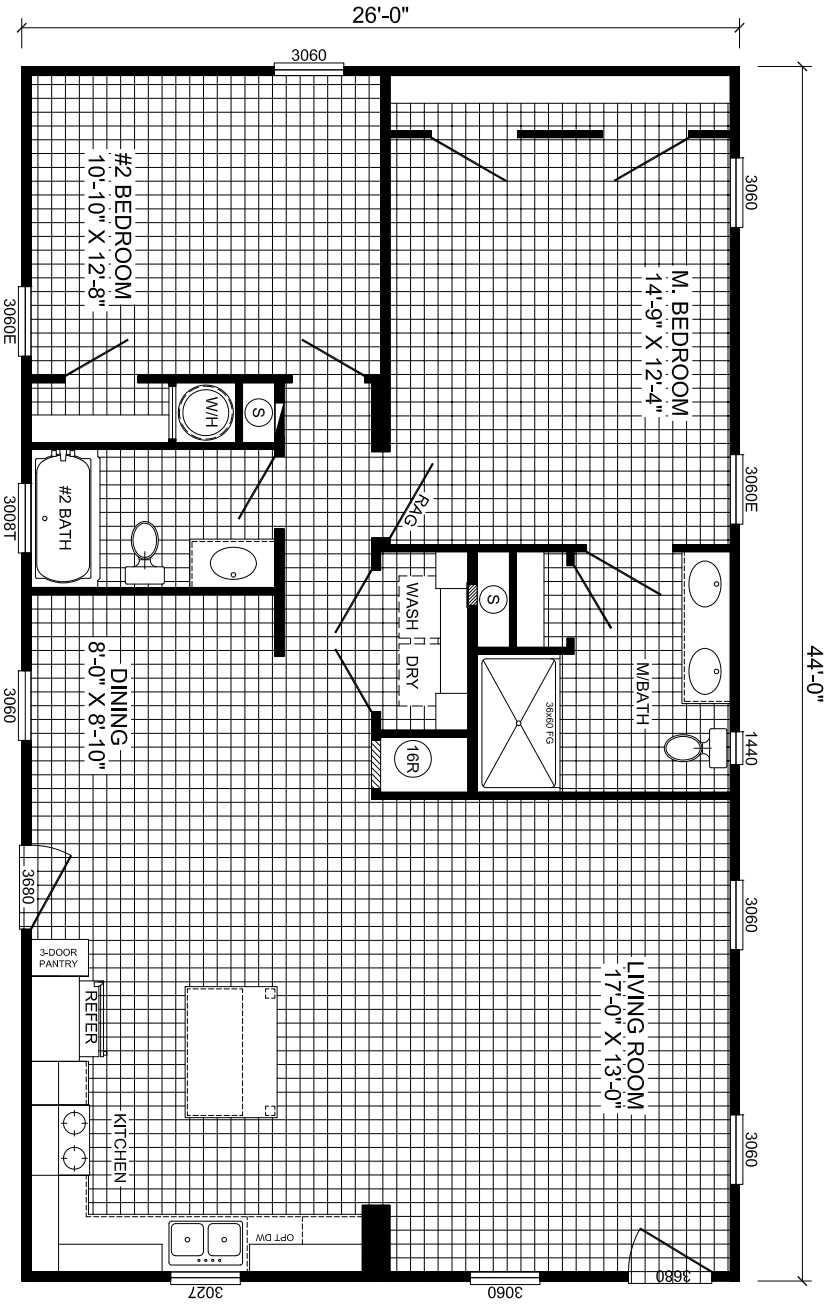 26'-0"
3060
44'-0"
#2 BEDROOM
10'-10" X 12'-8"
M. BEDROOM
14'-9" X 12'-4"
3060
3060E
3060E
W/H
S
RAG
#2 BATH
3008T
WASH
DRY
S
36x60 FG
M/BATH
1440
DINING
8'-0" X 8'-10"
3060
16R
3680
3-DOOR
PANTRY
REFER
KITCHEN
OPT DW
3027
LIVING ROOM
17'-0" X 13'-0"
3060
3060
3680
3060